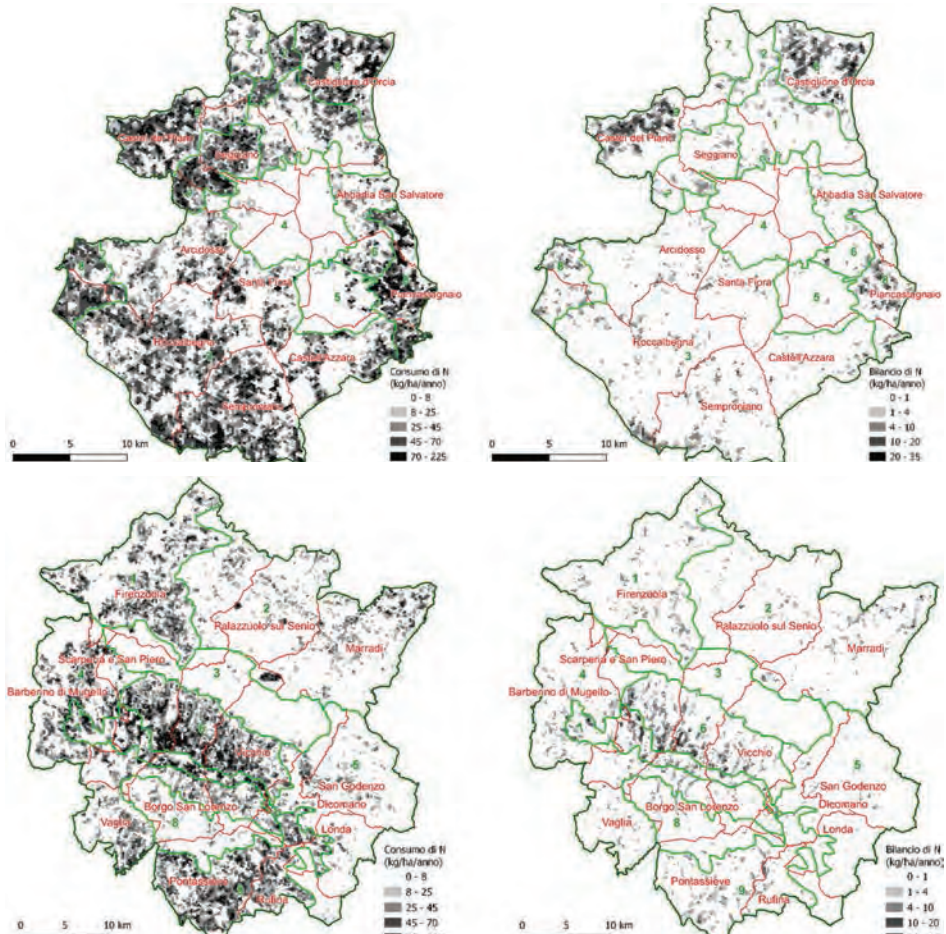 7
2
Castiglione d'Orcia
Castel del Piano
Seggiano
Abbadia San Salvatore
4
Arcidosso
6
Santa Fiora
5
Piancastagnaio
Roccalbegna
Castell'Azzara
Semproniano
Consumo di N
(kg/ha/anno)
0 - 8
8 - 25
25 - 45
45 - 70
70 - 225
0 5 10 km
7
2
Castiglione d'Orcia
1
Castel del Piano
Seggiano
Abbadia San Salvatore
4
Arcidosso
6
Santa Fiora
5
Piancastagnaio
Roccalbegna
3
Castell'Azzara
Semproniano
Bilancio di N
(kg/ha/anno)
0 - 1
1 - 4
4 - 10
10 - 20
20 - 35
0 5 10 km
1
Firenzuola
2
Palazzuolo sul Senio
Marradi
Scarperia e San Piero
3
Barberino di Mugello
Vicchio
5
San Godenzo
Dicomano
Borgo San Lorenzo
Vaglia
8
Londa
Pontassieve
Rufina
Consumo di N
(kg/ha/anno)
0 - 8
8 - 25
25 - 45
45 - 70
0 5 10 km
1
Firenzuola
2
Palazzuolo sul Senio
Marradi
Scarperia e San Piero
3
4
Barberino di Mugello
6
Vicchio
5
San Godenzo
Dicomano
Borgo San Lorenzo
Vaglia
8
Londa
Pontassieve
9
Rufina
Bilancio di N
(kg/ha/anno)
0 - 1
1 - 4
4 - 10
10 - 20
0 5 10 km